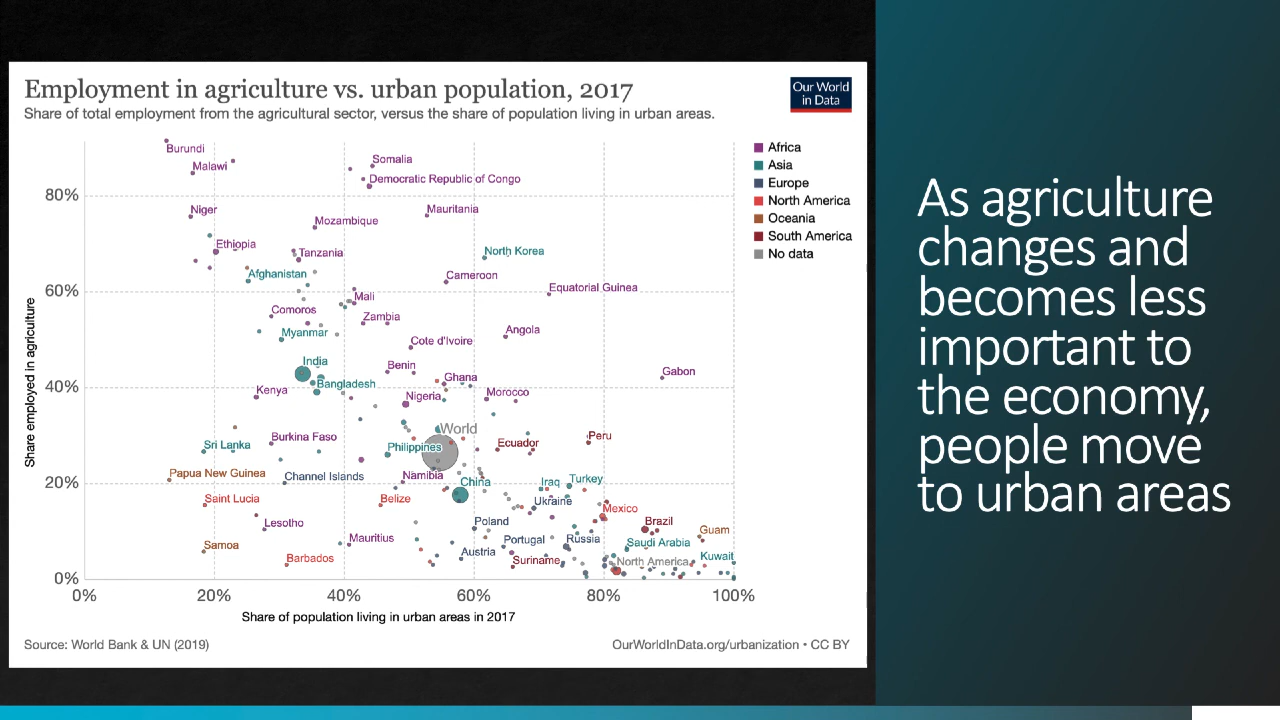 Employment in agriculture vs. urban population, 2017
Share of total employment from the agricultural sector, versus the share of population living in urban areas.
Our World
in Data
Africa
Asia
Europe
North America
Oceania
South America
No data
Share employed in agriculture
80%
60%
40%
20%
0%
Burundi
Malawi
Somalia
Democratic Republic of Congo
Niger
Mauritania
Mozambique
Ethiopia
Tanzania
North Korea
Afghanistan
Cameroon
Equatorial Guinea
Mali
Comoros
Zambia
Myanmar
Angola
Cote d'Ivoire
India
Benin
Gabon
Bangladesh
Ghana
Kenya
Nigeria
Morocco
World
Burkina Faso
Peru
Sri Lanka
Philippines
Ecuador
Papua New Guinea
Channel Islands
Namibia
China
Iraq
Turkey
Saint Lucia
Belize
Ukraine
Mexico
Lesotho
Poland
Brazil
Guam
Mauritius
Portugal
Russia
Saudi Arabia
Samoa
Austria
Barbados
Suriname
North America
Kuwait
0%
20%
40%
60%
80%
100%
Share of population living in urban areas in 2017
Source: World Bank & UN (2019)
OurWorldInData.org/urbanization • CC BY
As agriculture
changes and
becomes less
important to
the economy,
people move
to urban areas